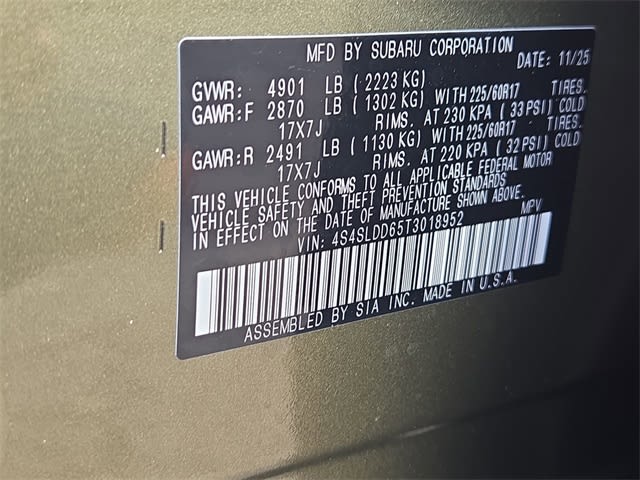 MFD BY SUBARU CORPORATION DATE: 11/25
GVWR: 4901 LB (2223 KG)
GAWR:F 2870 LB (1302 KG) WITH 225/60R17 TIRES.
17X7J RIMS. AT 230 KPA (33 PSI) COLD
GAWR:R 2491 LB (1130 KG) WITH 225/60R17 TIRES.
17X7J RIMS. AT 220 KPA (32 PSI) COLD
THIS VEHICLE CONFORMS TO ALL APPLICABLE FEDERAL MOTOR
VEHICLE SAFETY AND THEFT PREVENTION STANDARDS
IN EFFECT ON THE DATE OF MANUFACTURE SHOWN ABOVE.
VIN: 4S4SLDD65T3018952 MPV
ASSEMBLED BY SIA INC. MADE IN U.S.A.